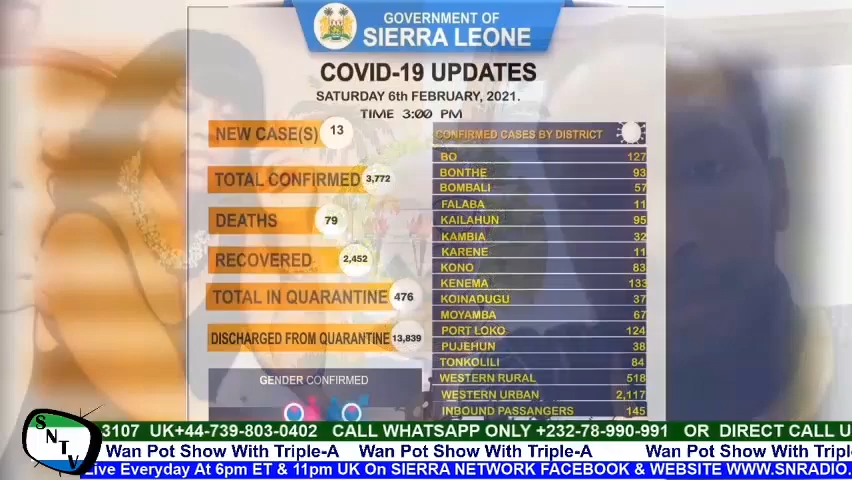 GOVERNMENT OF
SIERRA LEONE
COVID-19 UPDATES
SATURDAY 6th FEBRUARY, 2021.
TIME 3:00 PM
NEW CASE(S) 13
TOTAL CONFIRMED 3,772
DEATHS 79
RECOVERED 2,452
TOTAL IN QUARANTINE 476
DISCHARGED FROM QUARANTINE 13,839
GENDER CONFIRMED
CONFIRMED CASES BY DISTRICT
BO 127
BONTHE 93
BOMBALI 57
FALABA 11
KAILAHUN 95
KAMBIA 32
KARENE 11
KONO 83
KENEMA 133
KOINADUGU 37
MOYAMBA 67
PORT LOKO 124
PUJEHUN 38
TONKOLILI 84
WESTERN RURAL 518
WESTERN URBAN 2,117
INBOUND PASSANGERS 145
SNTV
3107 UK+44-739-803-0402 CALL WHATSAPP ONLY +232-78-990-991 OR DIRECT CALL U
Wan Pot Show With Triple-A Wan Pot Show With Triple-A Wan Pot Show With Triple
Live Everyday At 6pm ET & 11pm UK On SIERRA NETWORK FACEBOOK & WEBSITE WWW.SNRADIO.